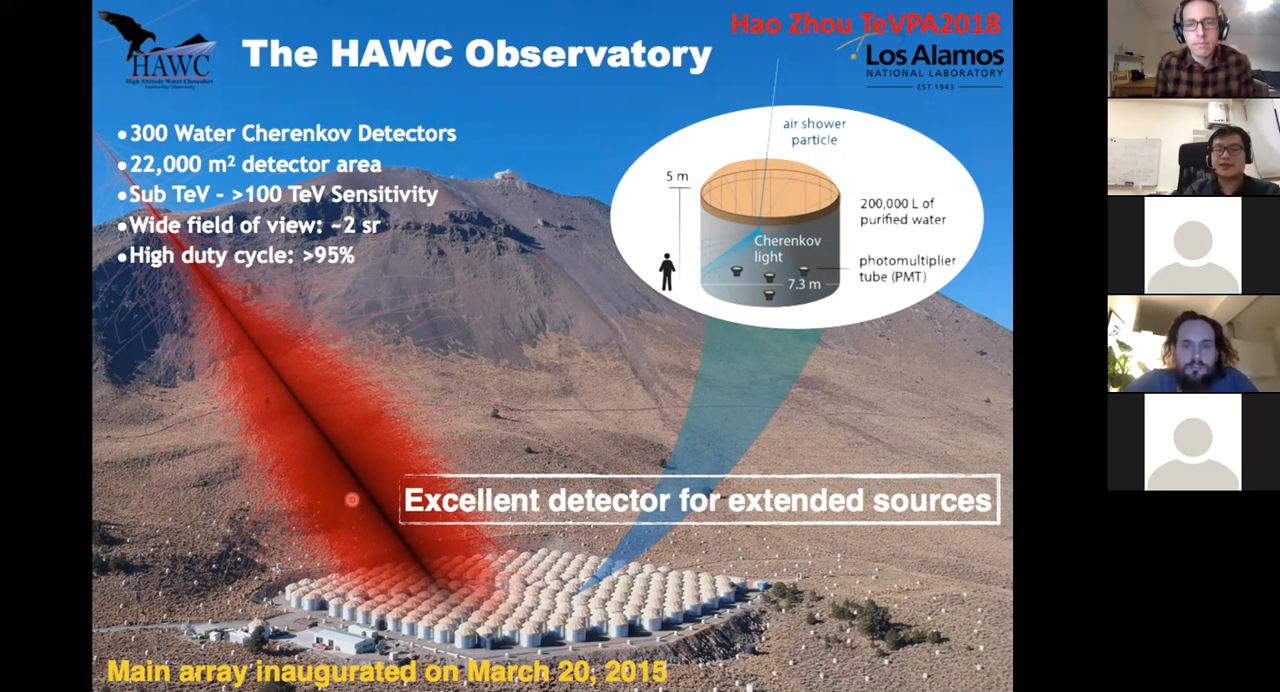 Hao Zhou TeVPA2018
The HAWC Observatory
HAWC
High Altitude Water Cherenkov
Los Alamos
NATIONAL LABORATORY
EST.1943
•300 Water Cherenkov Detectors
•22,000 m² detector area
•Sub TeV - >100 TeV Sensitivity
•Wide field of view: ~2 sr
•High duty cycle: >95%
air shower
particle
5 m
200,000 L of
purified water
Cherenkov
light
photomultiplier
tube (PMT)
7.3 m
Excellent detector for extended sources
Main array inaugurated on March 20, 2015